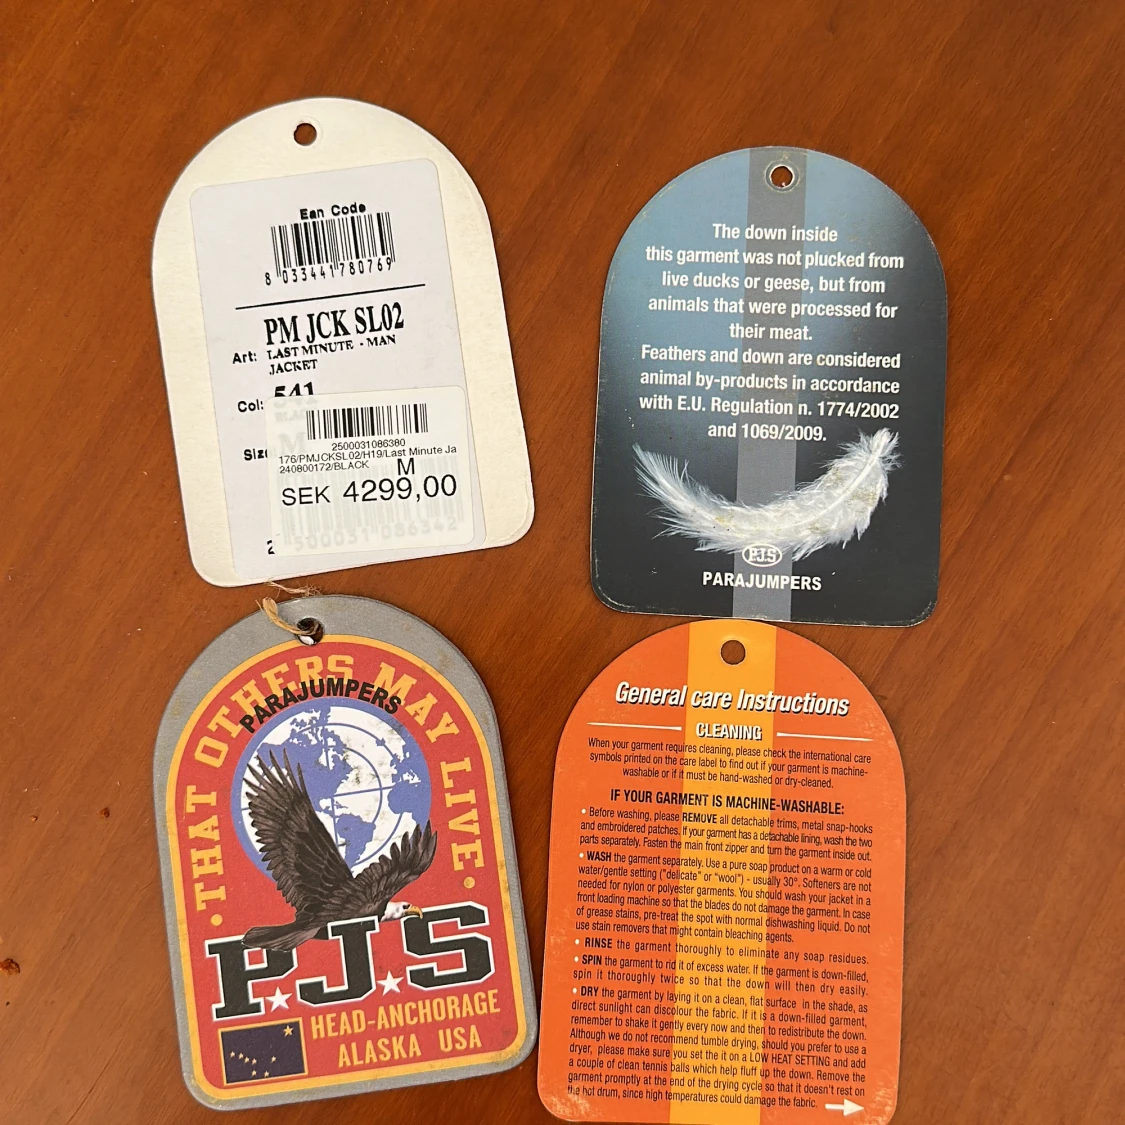 Ean Code
8 033441 780769
PM JCK SL02
Art: LAST MINUTE - MAN
JACKET
Col: 541
Size
M
2500031086380
176/PMJCKSL02/H19/Last Minute Ja
240800172/BLACK
M
SEK 4299,00
The down inside
this garment was not plucked from
live ducks or geese, but from
animals that were processed for
their meat.
Feathers and down are considered
animal by-products in accordance
with E.U. Regulation n. 1774/2002
and 1069/2009.
P.J.S
PARAJUMPERS
·THAT OTHERS MAY LIVE·
PARAJUMPERS
P.J.S
HEAD-ANCHORAGE
ALASKA USA
General care Instructions
CLEANING
When your garment requires cleaning, please check the international care
symbols printed on the care label to find out if your garment is machine-
washable or if it must be hand-washed or dry-cleaned.
IF YOUR GARMENT IS MACHINE-WASHABLE:
• Before washing, please REMOVE all detachable trims, metal snap-hooks
and embroidered patches. If your garment has a detachable lining, wash the two
parts separately. Fasten the main front zipper and turn the garment inside out.
• WASH the garment separately. Use a pure soap product on a warm or cold
water/gentle setting ("delicate" or "wool") - usually 30°. Softeners are not
needed for nylon or polyester garments. You should wash your jacket in a
front loading machine so that the blades do not damage the garment. In case
of grease stains, pre-treat the spot with normal dishwashing liquid. Do not
use stain removers that might contain bleaching agents.
• RINSE the garment thoroughly to eliminate any soap residues.
• SPIN the garment to rid it of excess water. If the garment is down-filled,
spin it thoroughly twice so that the down will then dry easily.
• DRY the garment by laying it on a clean, flat surface in the shade, as
direct sunlight can discolour the fabric. If it is a down-filled garment,
remember to shake it gently every now and then to redistribute the down.
Although we do not recommend tumble drying, should you prefer to use a
dryer, please make sure you set the it on a LOW HEAT SETTING and add
a couple of clean tennis balls which help fluff up the down. Remove the
garment promptly at the end of the drying cycle so that it doesn't rest on
the hot drum, since high temperatures could damage the fabric.